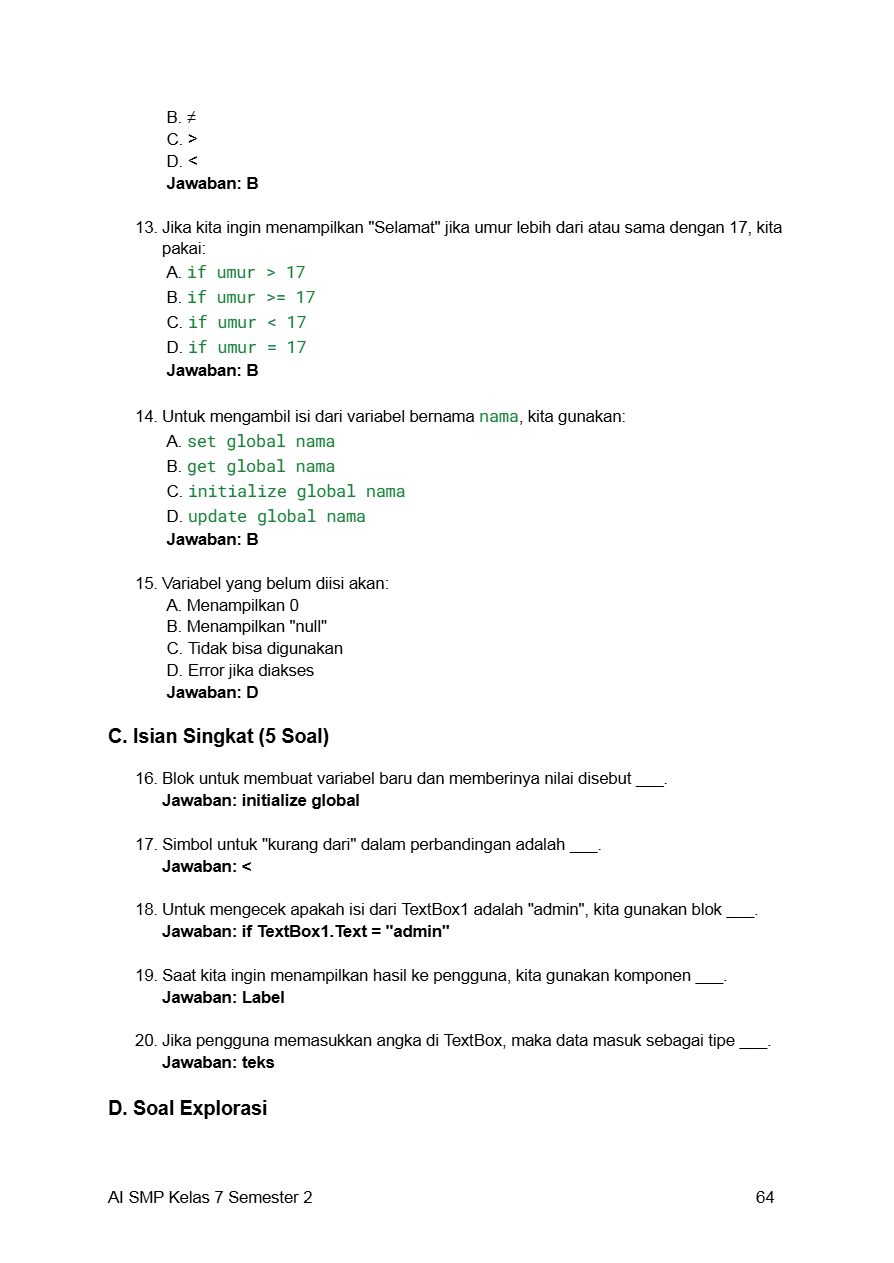 B. ≠
C. >
D. <
Jawaban: B
13. Jika kita ingin menampilkan "Selamat" jika umur lebih dari atau sama dengan 17, kita
pakai:
A. if umur > 17
B. if umur >= 17
C. if umur < 17
D. if umur = 17
Jawaban: B
14. Untuk mengambil isi dari variabel bernama nama, kita gunakan:
A. set global nama
B. get global nama
C. initialize global nama
D. update global nama
Jawaban: B
15. Variabel yang belum diisi akan:
A. Menampilkan 0
B. Menampilkan "null"
C. Tidak bisa digunakan
D. Error jika diakses
Jawaban: D
C. Isian Singkat (5 Soal)
16. Blok untuk membuat variabel baru dan memberinya nilai disebut ___.
Jawaban: initialize global
17. Simbol untuk "kurang dari" dalam perbandingan adalah ___.
Jawaban: <
18. Untuk mengecek apakah isi dari TextBox1 adalah "admin", kita gunakan blok ___.
Jawaban: if TextBox1.Text = "admin"
19. Saat kita ingin menampilkan hasil ke pengguna, kita gunakan komponen ___.
Jawaban: Label
20. Jika pengguna memasukkan angka di TextBox, maka data masuk sebagai tipe ___.
Jawaban: teks
D. Soal Explorasi
AI SMP Kelas 7 Semester 2 64